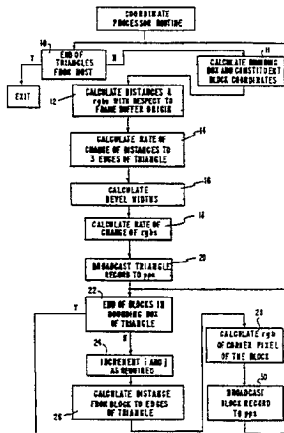 COORDINATE
PROCESSOR ROUTINE
10
END OF
TRIANGLES
FROM HOST
Y
N
EXIT
11
CALCULATE BOUNDING
BOX AND CONSTITUENT
BLOCK COORDINATES
12
CALCULATE DISTANCES &
rgbs WITH RESPECT TO
FRAME BUFFER ORIGIN
14
CALCULATE RATE OF
CHANGE OF DISTANCES TO
3 EDGES OF TRIANGLE
16
CALCULATE
BEVEL WIDTHS
18
CALCULATE RATE OF
CHANGE OF rgbs
20
BROADCAST TRIANGLE
RECORD TO pps
22
Y
END OF BLOCKS IN
BOUNDING BOX
OF TRIANGLE
N
24
INCREMENT i AND j
AS REQUIRED
26
CALCULATE DISTANCE
FROM BLOCK TO EDGES
OF TRIANGLE
28
CALCULATE rgb
OF CORNER PIXEL
OF THE BLOCK
30
BROADCAST
BLOCK RECORD
TO pps